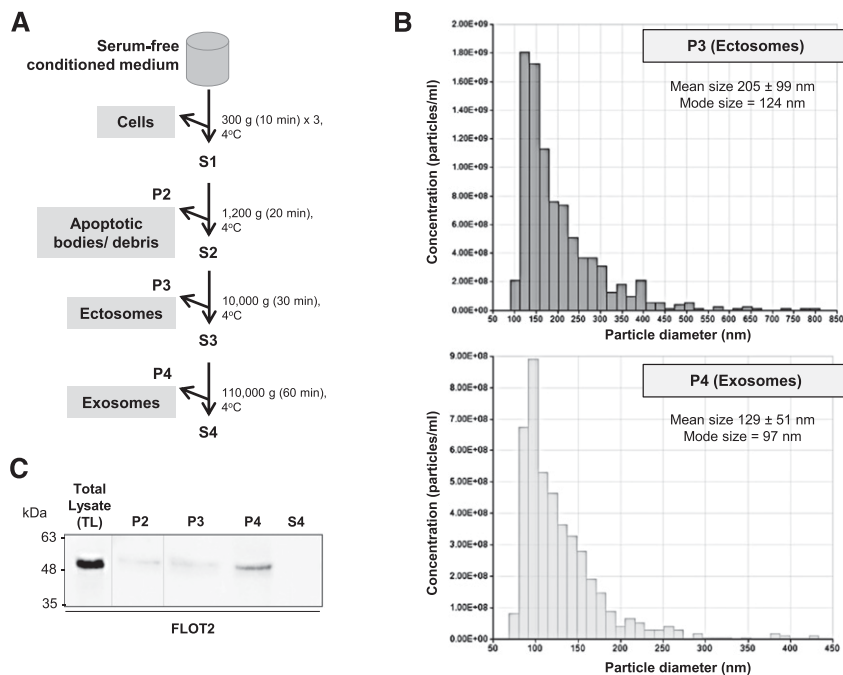 A
Serum-free
conditioned medium
Cells
300 g (10 min) x 3,
4ºC
S1
P2
Apoptotic
bodies/ debris
1,200 g (20 min),
4ºC
S2
P3
Ectosomes
10,000 g (30 min),
4ºC
S3
P4
Exosomes
110,000 g (60 min),
4ºC
S4
B
P3 (Ectosomes)
Mean size 205 ± 99 nm
Mode size = 124 nm
Concentration (particles/ml)
2.00E+09
1.80E+09
1.60E+09
1.40E+09
1.20E+09
1.00E+09
8.00E+08
6.00E+08
4.00E+08
2.00E+08
0.00E+00
50 100 150 200 250 300 350 400 450 500 550 600 650 700 750 800 850
Particle diameter (nm)
P4 (Exosomes)
Mean size 129 ± 51 nm
Mode size = 97 nm
Concentration (particles/ml)
9.00E+08
8.00E+08
7.00E+08
6.00E+08
5.00E+08
4.00E+08
3.00E+08
2.00E+08
1.00E+08
0.00E+00
50 100 150 200 250 300 350 400 450
Particle diameter (nm)
C
kDa
Total
Lysate
(TL)
P2 P3 P4 S4
63
48
35
FLOT2